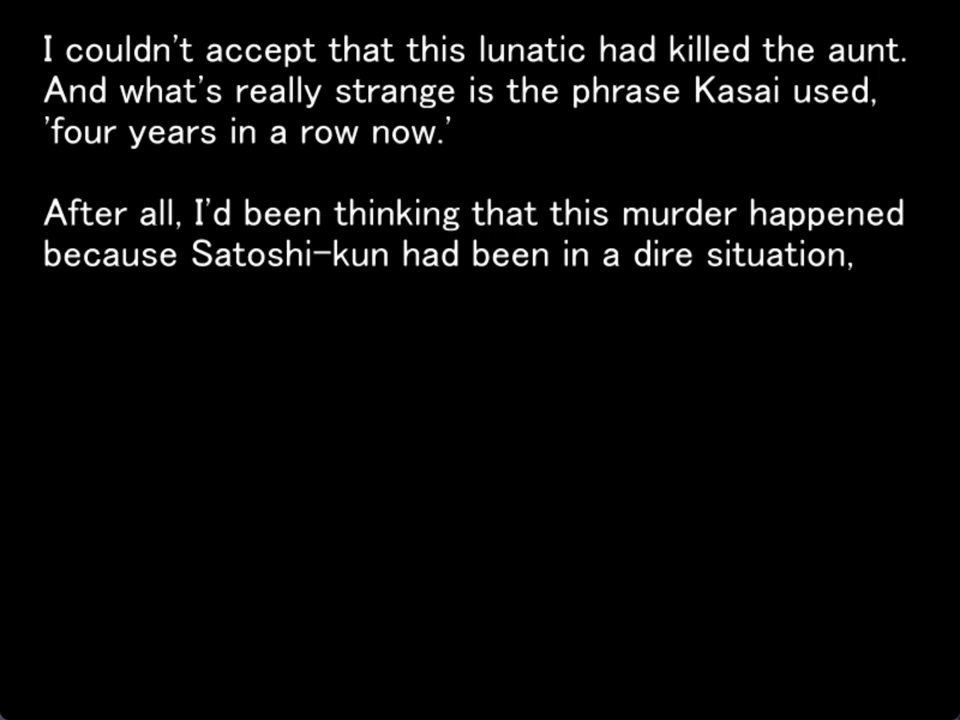 I couldn't accept that this lunatic had killed the aunt.
And what's really strange is the phrase Kasai used,
'four years in a row now.'
After all, I'd been thinking that this murder happened
because Satoshi-kun had been in a dire situation,